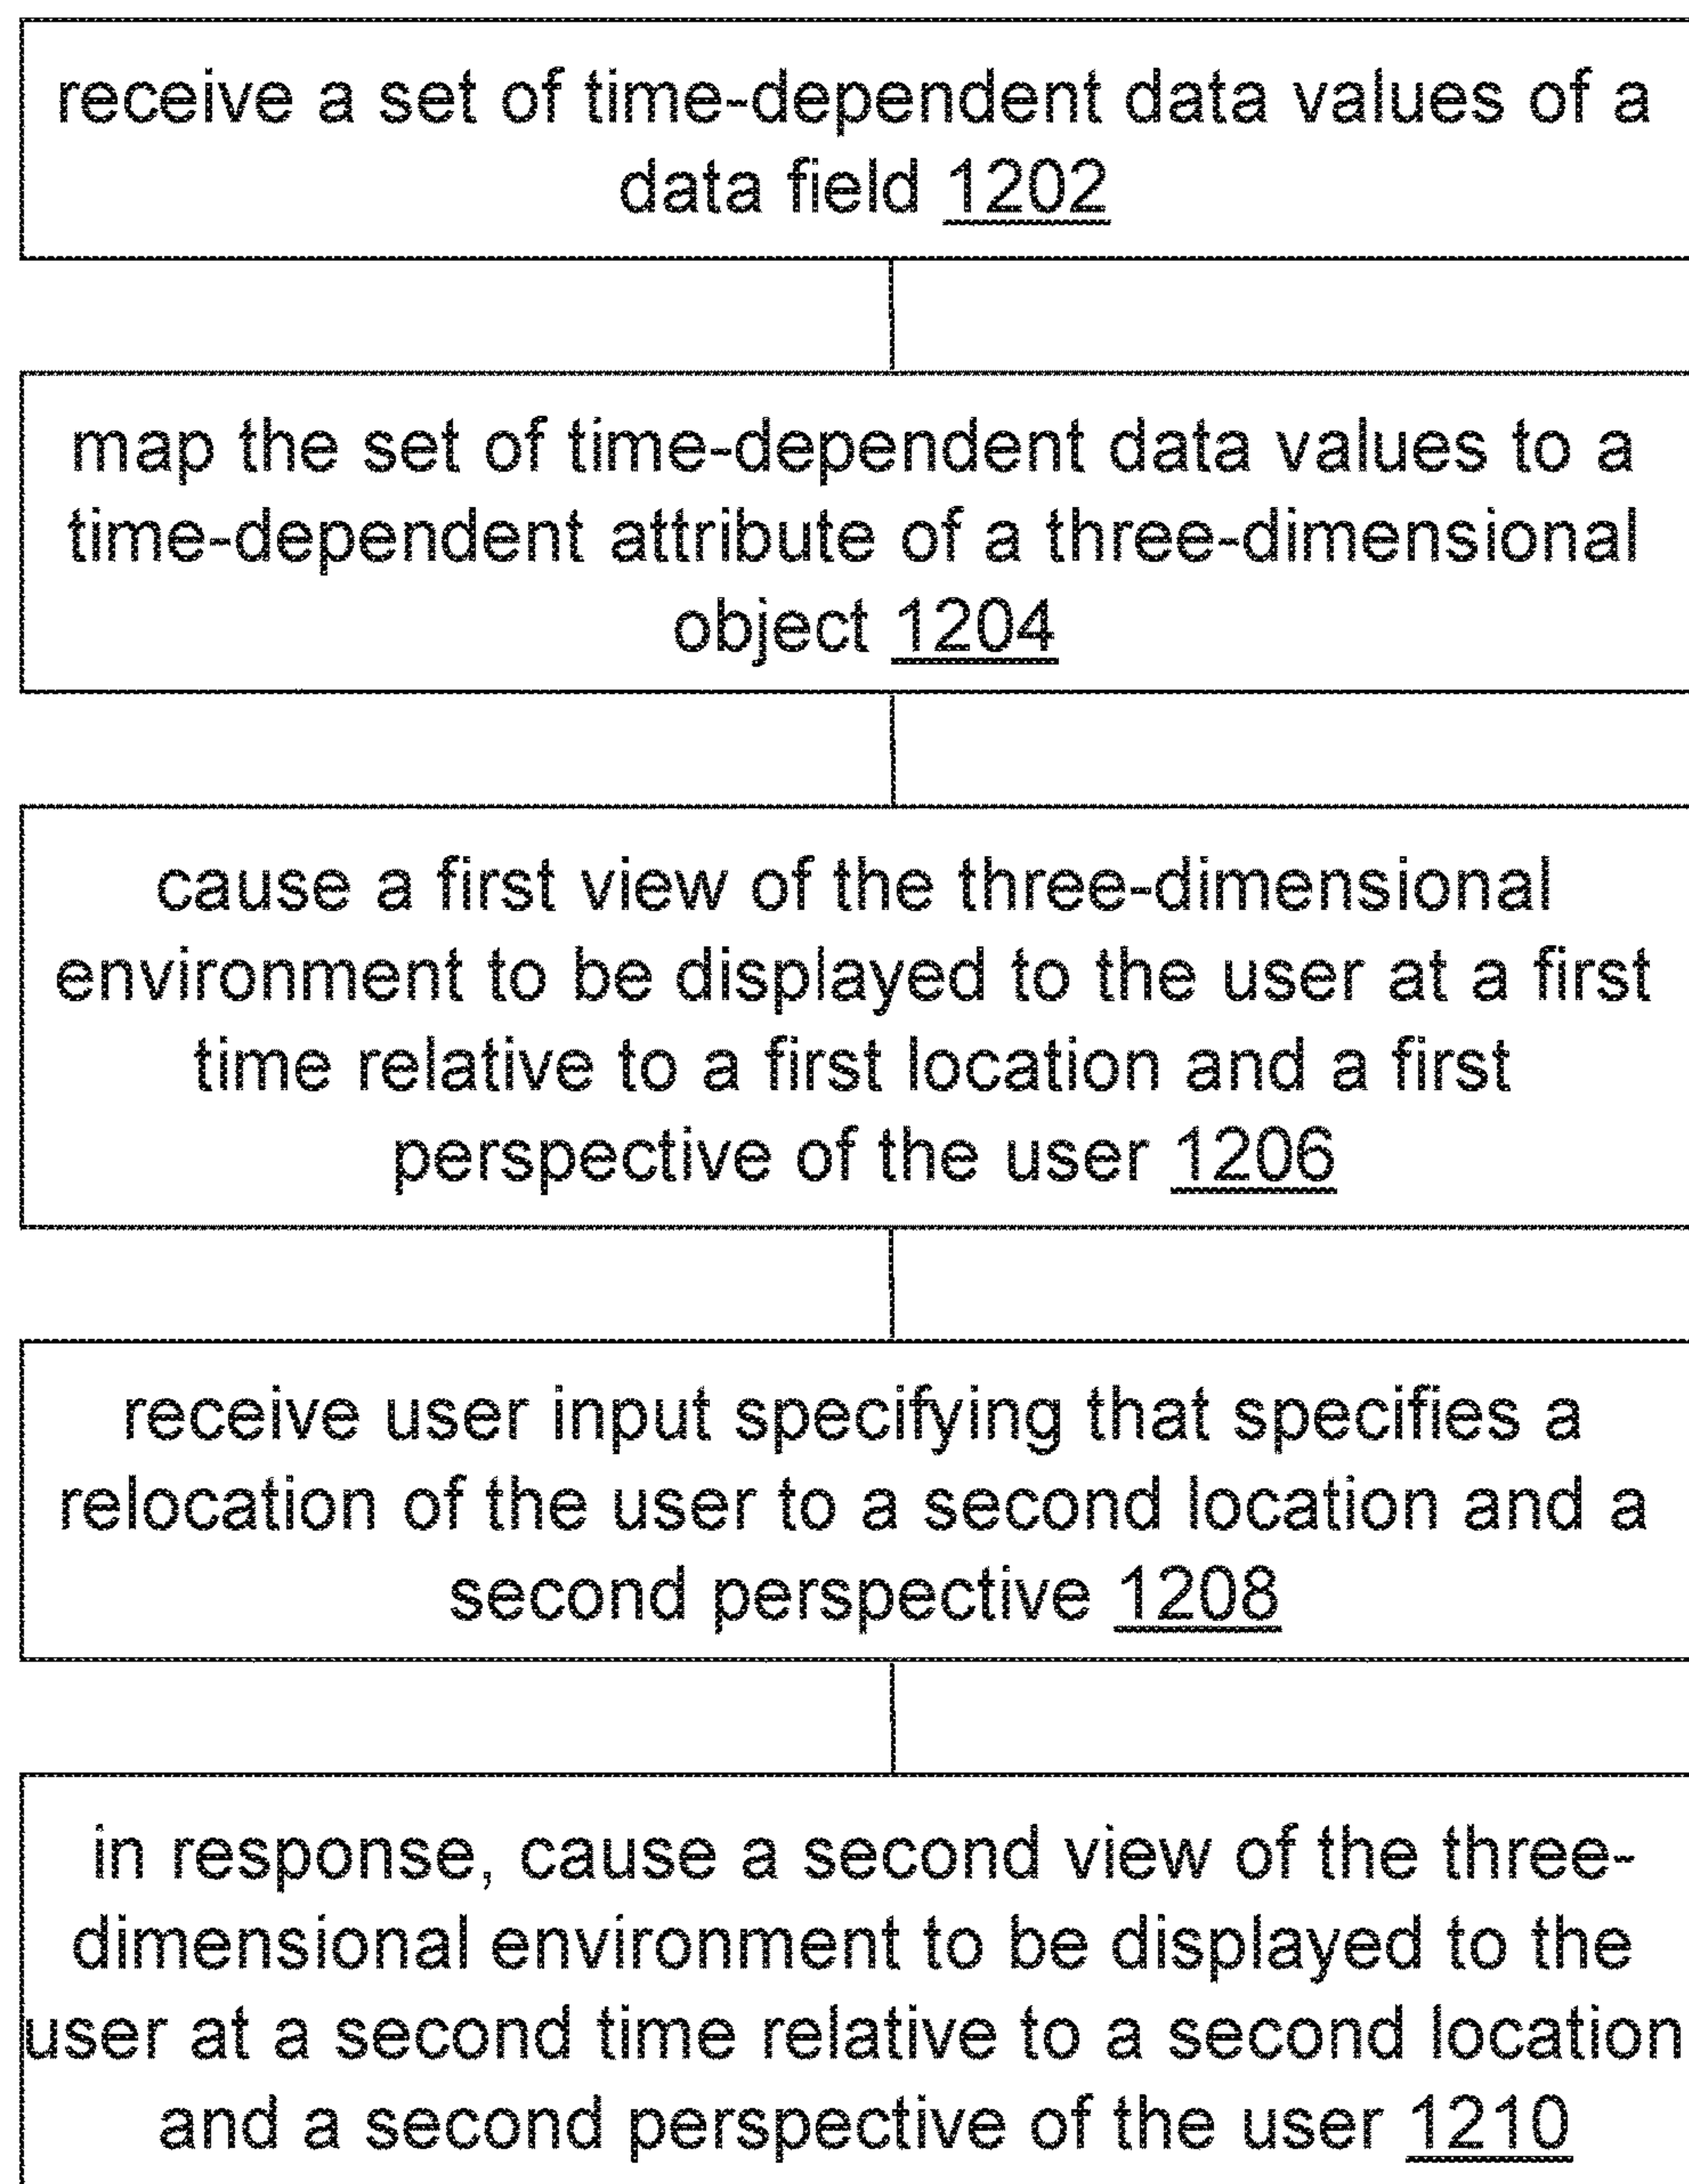 receive a set of time-dependent data values of a
data field 1202
map the set of time-dependent data values to a
time-dependent attribute of a three-dimensional
object 1204
cause a first view of the three-dimensional
environment to be displayed to the user at a first
time relative to a first location and a first
perspective of the user 1206
receive user input specifying that specifies a
relocation of the user to a second location and a
second perspective 1208
in response, cause a second view of the three-
dimensional environment to be displayed to the
user at a second time relative to a second location
and a second perspective of the user 1210